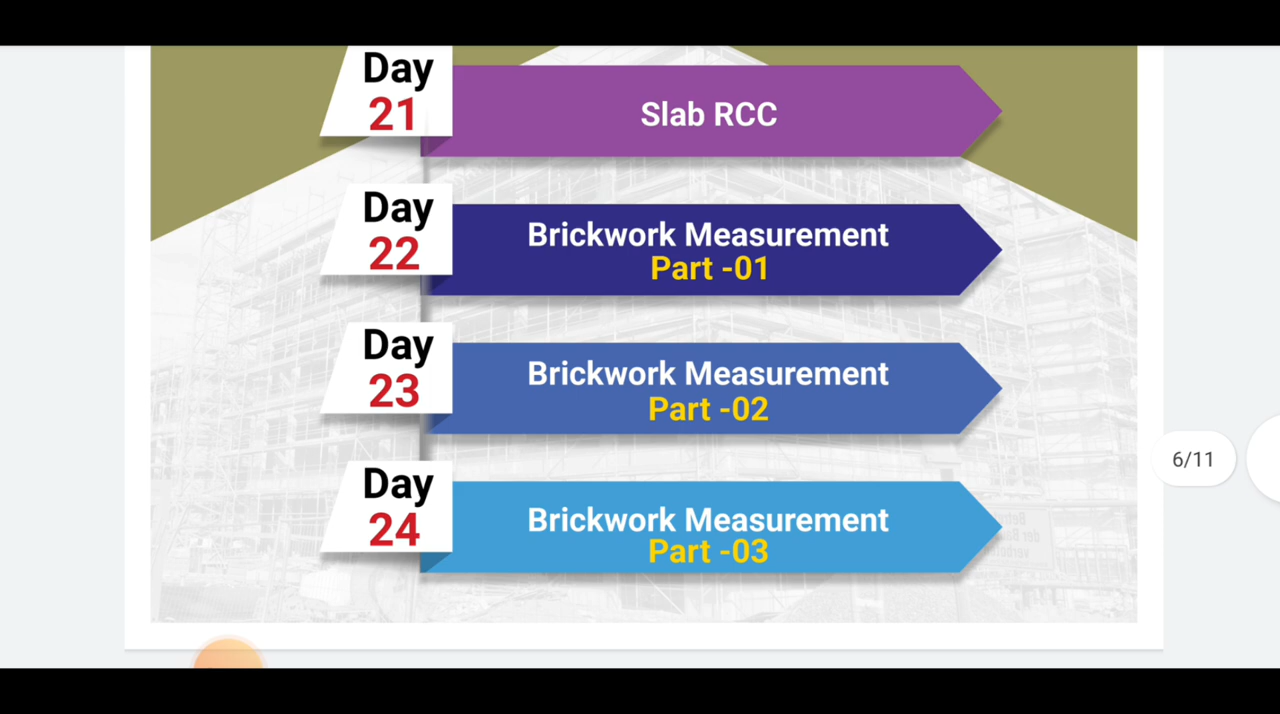 Day
21
Slab RCC
Day
22
Brickwork Measurement
Part -01
Day
23
Brickwork Measurement
Part -02
6/11
Day
24
Brickwork Measurement
Part -03